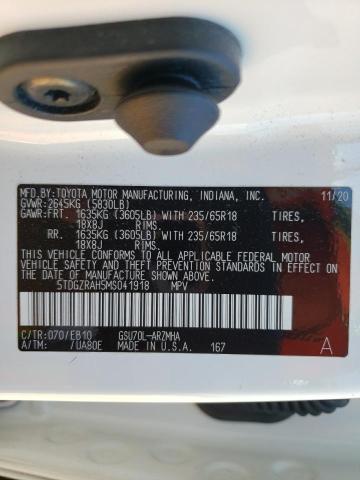 MFD.BY: TOYOTA MOTOR MANUFACTURING, INDIANA, INC. 11/20
GVWR: 2645KG (5830LB)
GAWR: FRT. 1635KG (3605LB) WITH 235/65R18 TIRES,
18X8J RIMS.
RR. 1635KG (3605LB) WITH 235/65R18 TIRES,
18X8J RIMS.
THIS VEHICLE CONFORMS TO ALL APPLICABLE
FEDERAL MOTOR VEHICLE SAFETY STANDARDS IN
EFFECT ON THE DATE OF MANUFACTURE SHOWN ABOVE.
5TDGZRAH5MS041918 MPV
C/TR: 070/EB10 GSU70L-ARZMHA
A/TM: /UA80E MADE IN U.S.A. 167 A